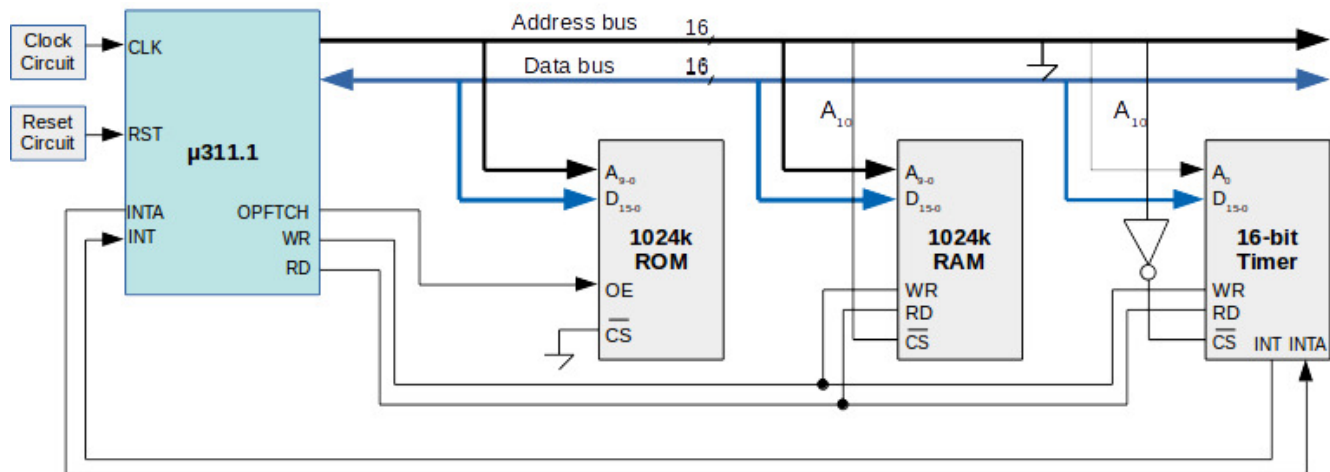 Address bus 16
Data bus 16
Clock
Circuit
CLK
Reset
Circuit
RST
µ311.1
INTA
INT
OPFTCH
WR
RD
A9-0
D15-0
1024k
ROM
OE
CS
A10
A9-0
D15-0
1024k
RAM
WR
RD
CS
A10
A0
D15-0
16-bit
Timer
WR
RD
CS
INT INTA